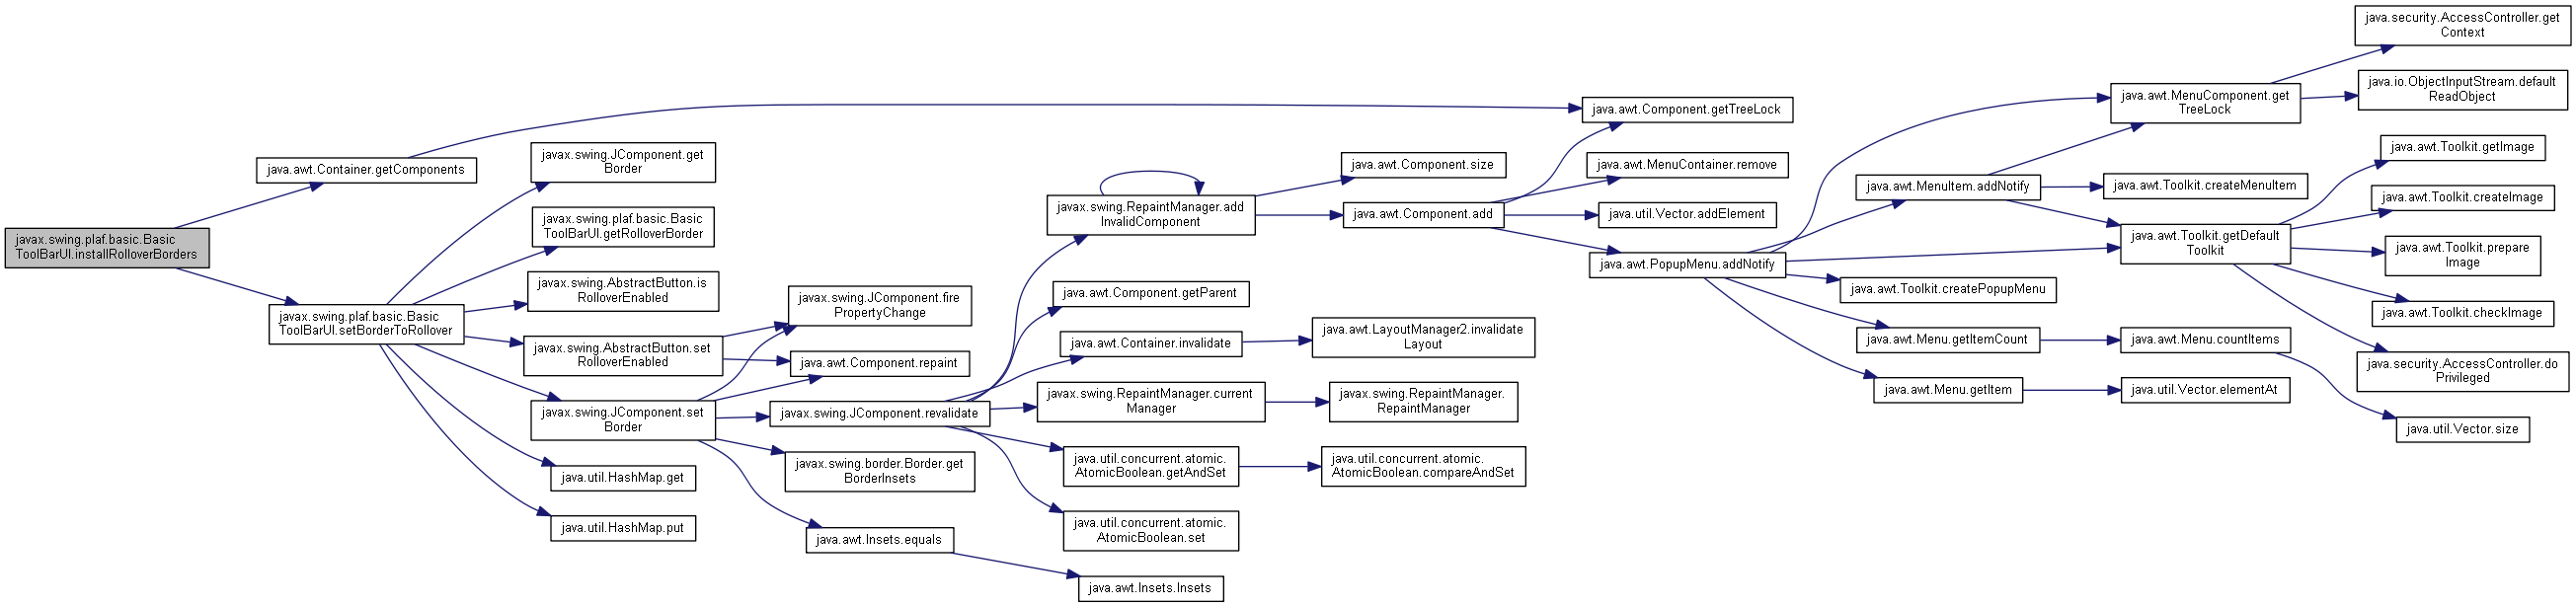 javax.swing.plaf.basic.Basic
ToolBarUI.installRolloverBorders
java.awt.Container.getComponents
javax.swing.plaf.basic.Basic
ToolBarUI.setBorderToRollover
javax.swing.JComponent.get
Border
javax.swing.plaf.basic.Basic
ToolBarUI.getRolloverBorder
javax.swing.AbstractButton.is
RolloverEnabled
javax.swing.AbstractButton.set
RolloverEnabled
javax.swing.JComponent.set
Border
java.util.HashMap.get
java.util.HashMap.put
javax.swing.JComponent.fire
PropertyChange
java.awt.Component.repaint
javax.swing.JComponent.revalidate
javax.swing.border.Border.get
BorderInsets
java.awt.Insets.equals
javax.swing.RepaintManager.add
InvalidComponent
java.awt.Component.getParent
java.awt.Container.invalidate
javax.swing.RepaintManager.current
Manager
java.util.concurrent.atomic.
AtomicBoolean.getAndSet
java.util.concurrent.atomic.
AtomicBoolean.set
java.awt.Insets.Insets
java.awt.Component.size
java.awt.Component.add
java.awt.LayoutManager2.invalidate
Layout
javax.swing.RepaintManager.
RepaintManager
java.util.concurrent.atomic.
AtomicBoolean.compareAndSet
java.awt.Component.getTreeLock
java.awt.MenuContainer.remove
java.util.Vector.addElement
java.awt.PopupMenu.addNotify
java.awt.MenuItem.addNotify
java.awt.Toolkit.createPopupMenu
java.awt.Menu.getItemCount
java.awt.Menu.getItem
java.awt.MenuComponent.get
TreeLock
java.awt.Toolkit.createMenuItem
java.awt.Toolkit.getDefault
Toolkit
java.awt.Menu.countItems
java.util.Vector.elementAt
java.security.AccessController.get
Context
java.io.ObjectInputStream.default
ReadObject
java.awt.Toolkit.getImage
java.awt.Toolkit.createImage
java.awt.Toolkit.prepare
Image
java.awt.Toolkit.checkImage
java.security.AccessController.do
Privileged
java.util.Vector.size